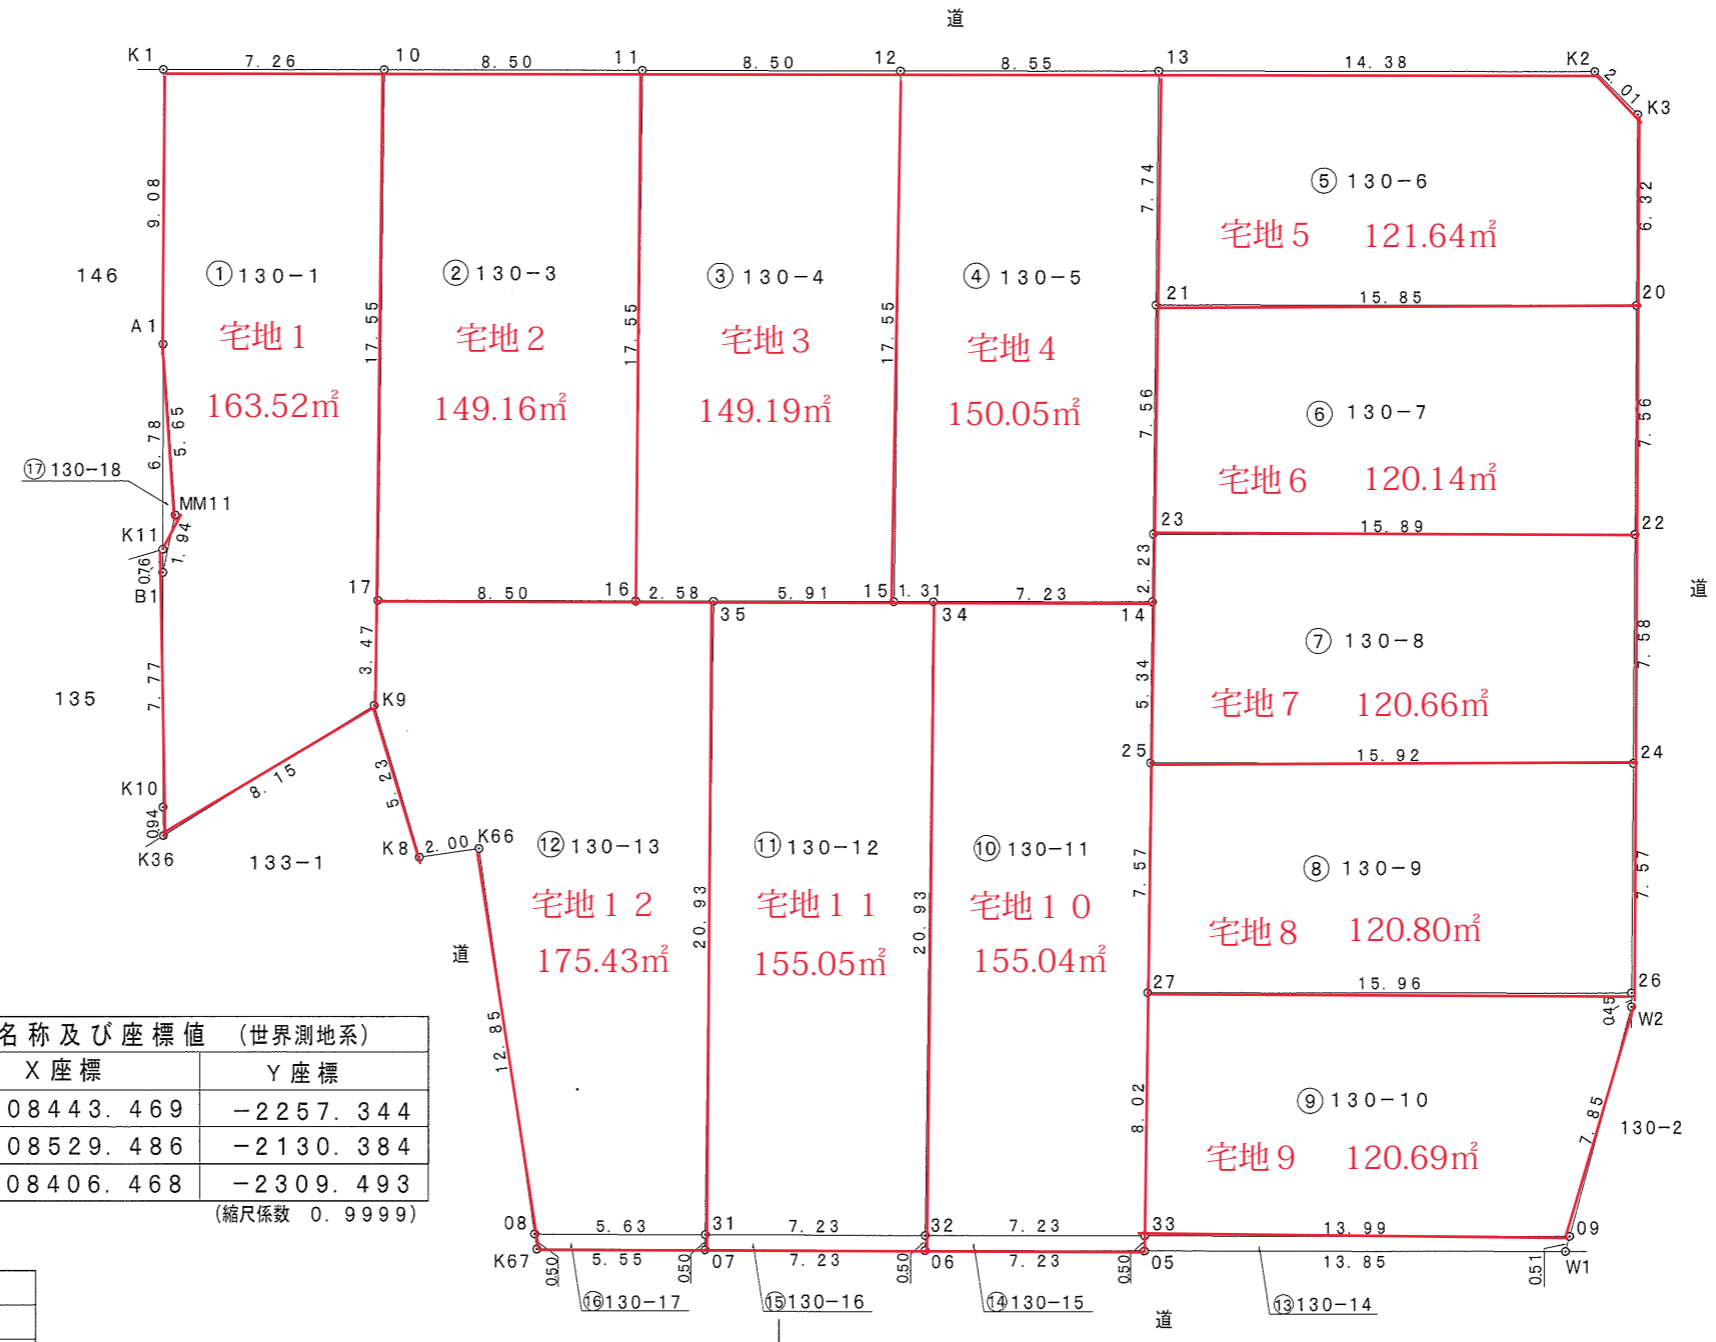 道
K1 7.26 10 8.50 11 8.50 12 8.55 13 14.38 K2
2.01
K3
9.08
7.74
6.32
⑤ 130-6
宅地5 121.64㎡
146
① 130-1
② 130-3
③ 130-4
④ 130-5
21 15.85 20
A1
宅地1
宅地2
宅地3
宅地4
17.55
17.55
17.55
163.52㎡
149.16㎡
149.19㎡
150.05㎡
7.56
⑥ 130-7
7.56
6.78
5.65
⑰130-18
宅地6 120.14㎡
MM11
K11
1.94
0.76
B1
23 15.89 22
2.23
17 8.50 16 2.58 5.91 15 1.31 7.23
35 34 14
道
3.47
7.77
135
5.34
⑦ 130-8
7.58
宅地7 120.66㎡
K9
25 15.92 24
5.23
8.15
K10
0.94
K36
133-1
K8 2.00 K66
⑫ 130-13
⑪ 130-12
⑩ 130-11
7.57
⑧ 130-9
7.57
宅地12
宅地11
宅地10
宅地8 120.80㎡
20.93
20.93
道
175.43㎡
155.05㎡
155.04㎡
27 15.96 26
0.45
W2
12.85
名称及び座標値 (世界測地系)
X座標 Y座標
08443.469 -2257.344
08529.486 -2130.384
08406.468 -2309.493
(縮尺係数 0.9999)
8.02
⑨ 130-10
7.85
130-2
宅地9 120.69㎡
08 5.63 31 7.23 32 7.23 33 13.99 09
K67 0.50 5.55 0.50 07 7.23 0.50 06 7.23 0.50 05 13.85 0.51 W1
⑯130-17
⑮130-16
⑭130-15
⑬130-14
道